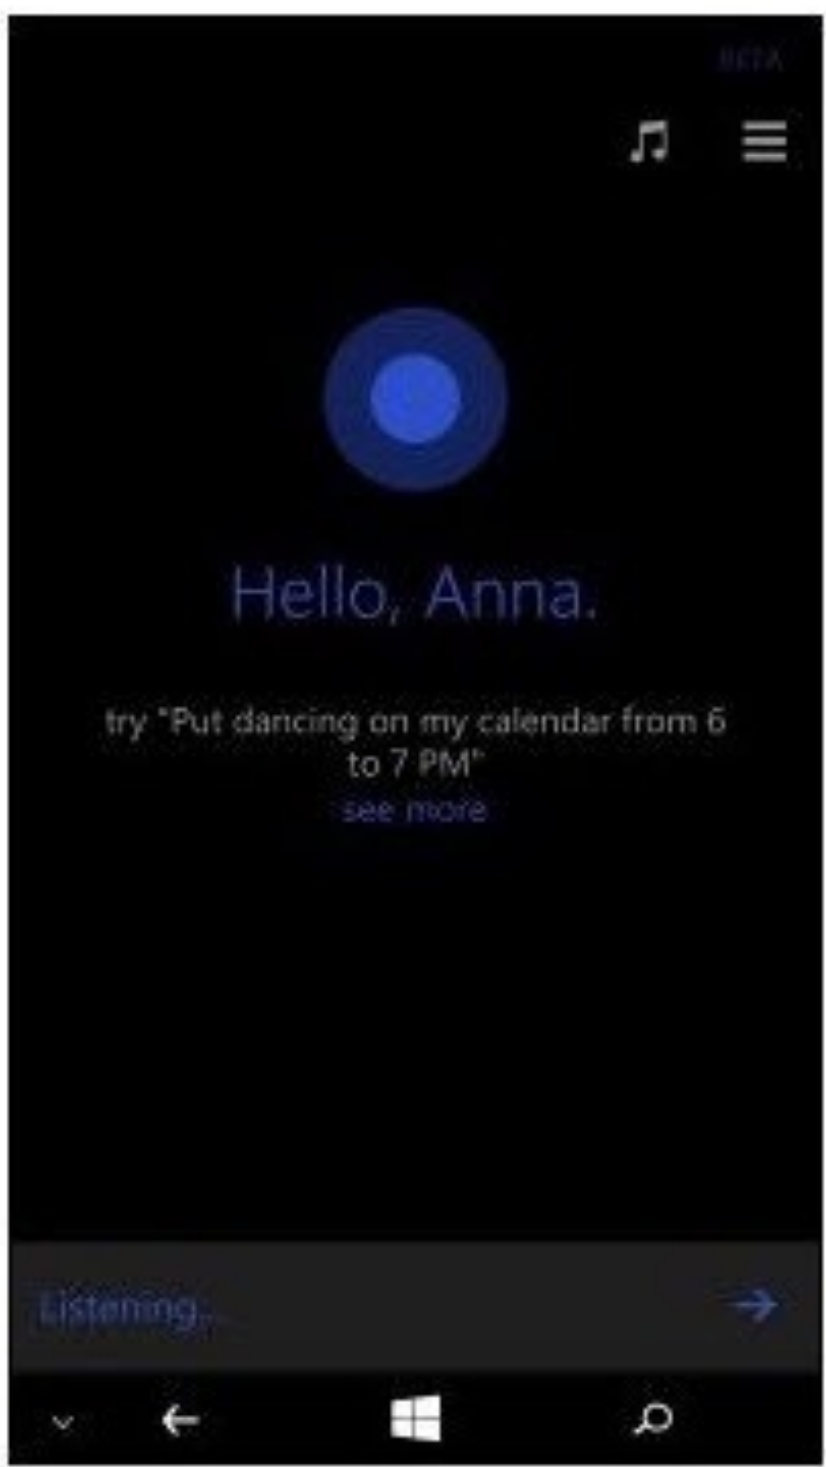 BETA
Hello, Anna.
try "Put dancing on my calendar from 6
to 7 PM"
see more
Listening...